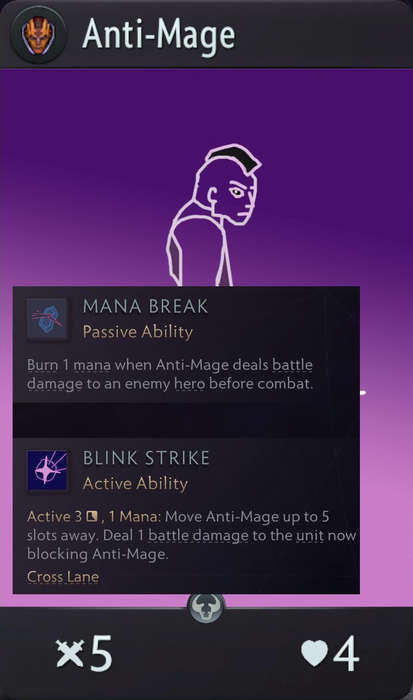 Anti-Mage
MANA BREAK
Passive Ability
Burn 1 mana when Anti-Mage deals battle
damage to an enemy hero before combat.
BLINK STRIKE
Active Ability
Active 3 , 1 Mana: Move Anti-Mage up to 5
slots away. Deal 1 battle damage to the unit now
blocking Anti-Mage.
Cross Lane
5 4